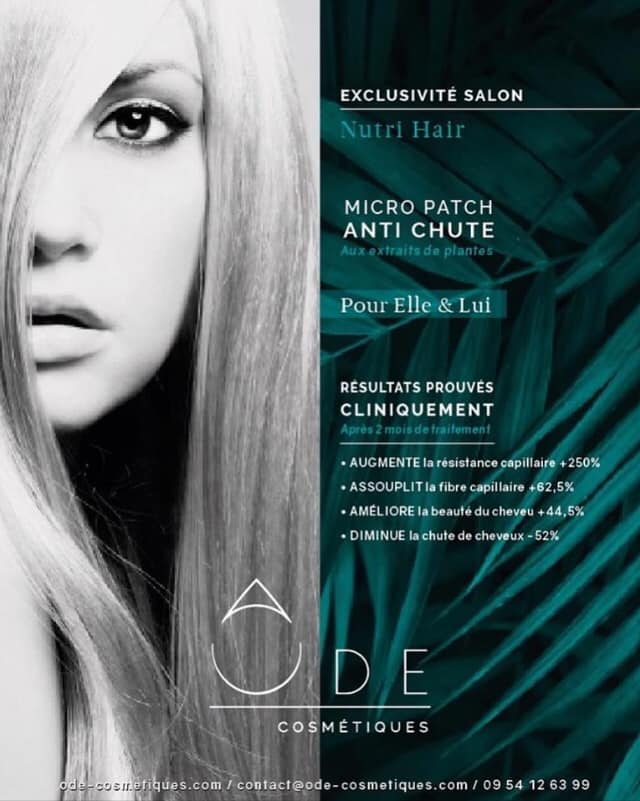 EXCLUSIVITÉ SALON
Nutri Hair
MICRO PATCH
ANTI CHUTE
Aux extraits de plantes
Pour Elle & Lui
RÉSULTATS PROUVÉS
CLINIQUEMENT
Après 2 mois de traitement
• AUGMENTE la résistance capillaire +250%
• ASSOUPLIT la fibre capillaire +62,5%
• AMÉLIORE la beauté du cheveu +44,5%
• DIMINUE la chute de cheveux -52%
ÔDE
COSMÉTIQUES
ode-cosmetiques.com / contact@ode-cosmetiques.com / 09 54 12 63 99